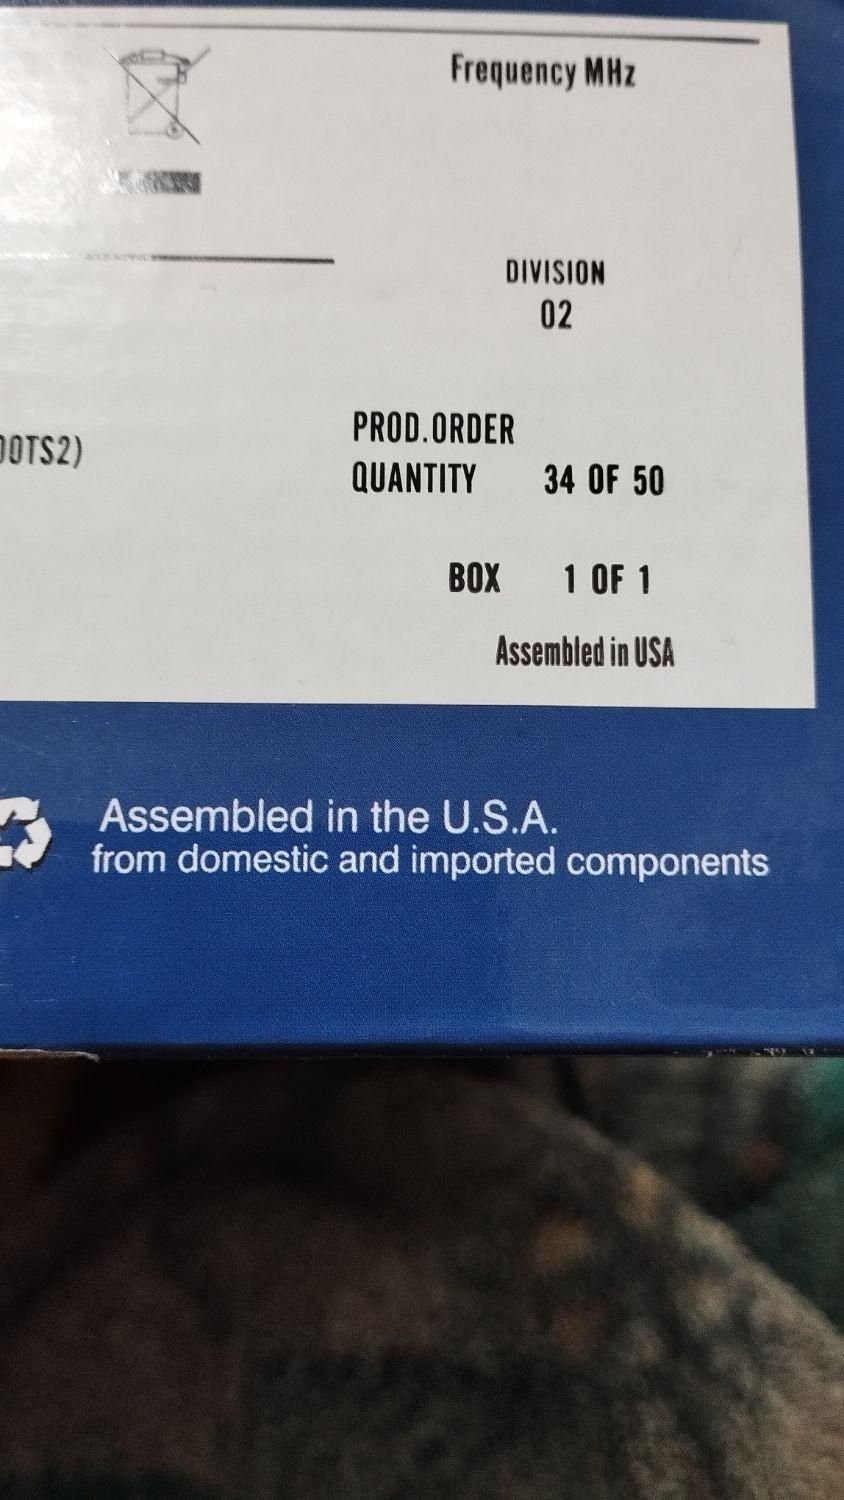 Frequency MHz
DIVISION
02
PROD.ORDER
QUANTITY 34 OF 50
BOX 1 OF 1
Assembled in USA
Assembled in the U.S.A.
from domestic and imported components